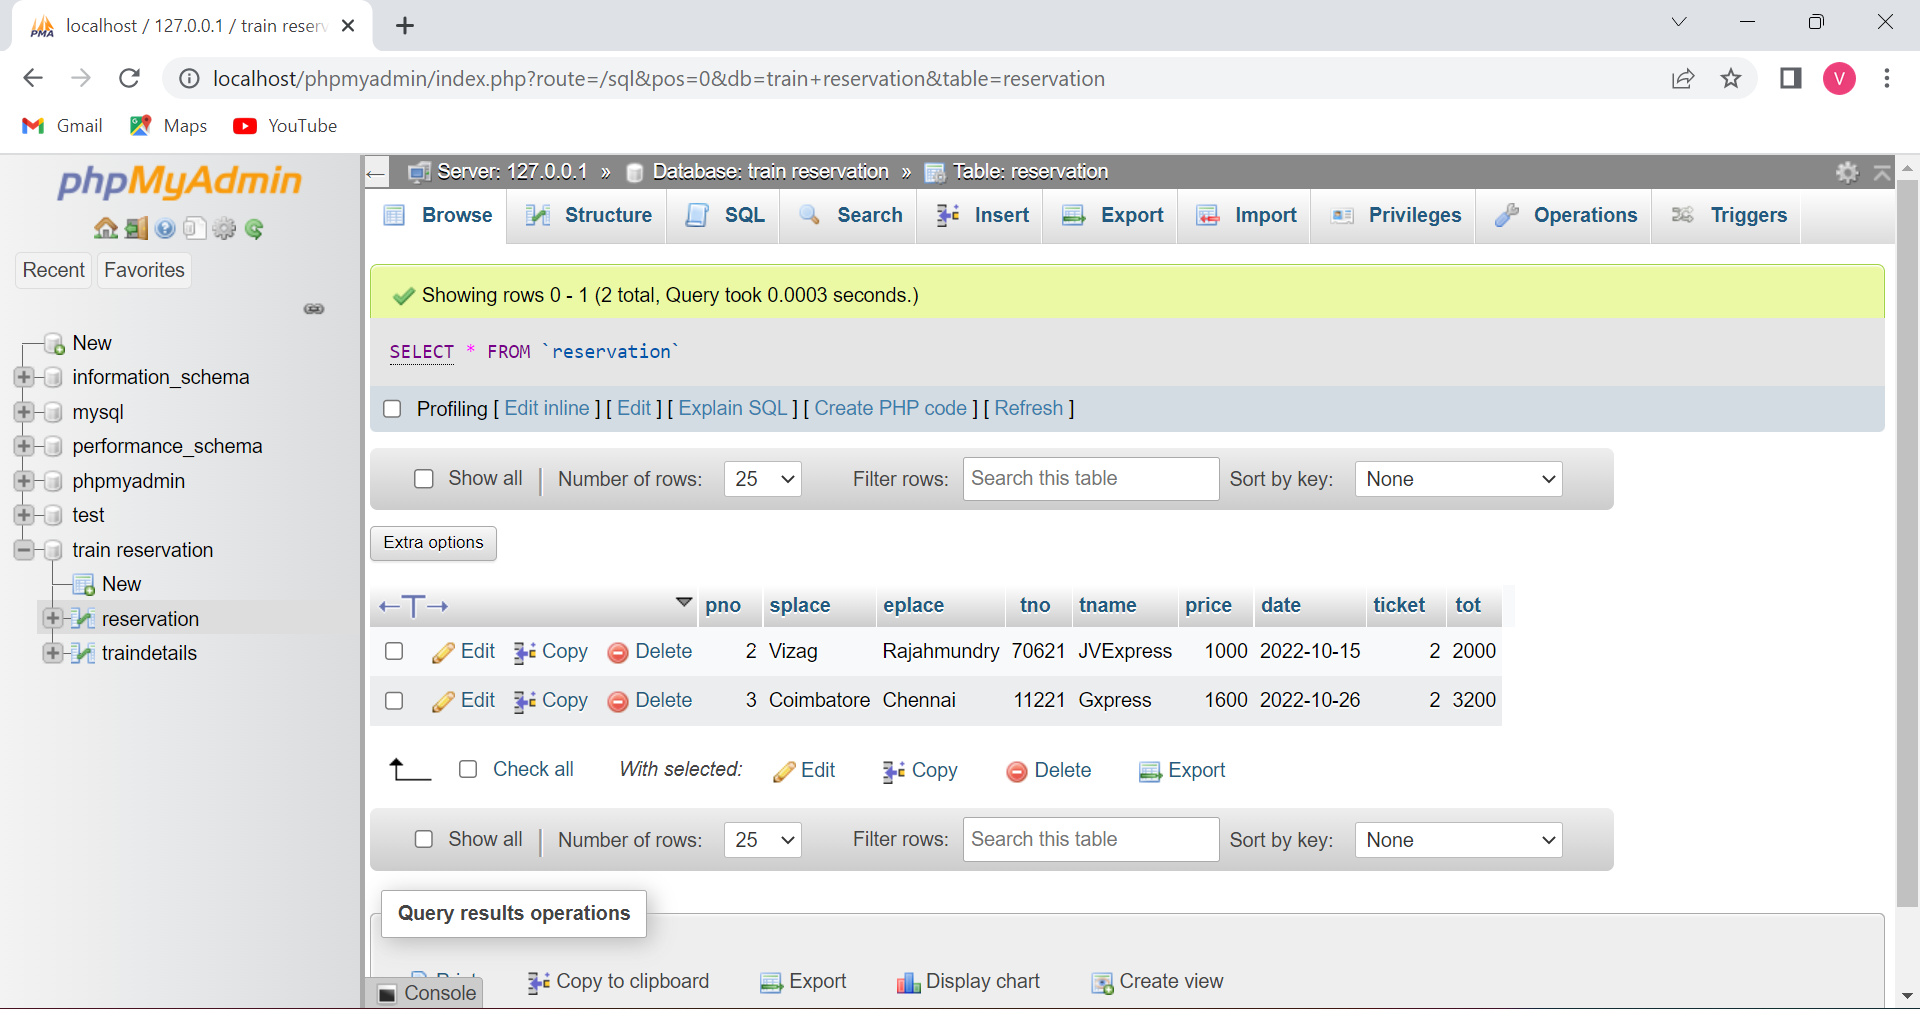 localhost / 127.0.0.1 / train reserv
localhost/phpmyadmin/index.php?route=/sql&pos=0&db=train+reservation&table=reservation
V
Gmail Maps YouTube
phpMyAdmin
Recent Favorites
New
information_schema
mysql
performance_schema
phpmyadmin
test
train reservation
New
reservation
traindetails
Server: 127.0.0.1 » Database: train reservation » Table: reservation
Browse Structure SQL Search Insert Export Import Privileges Operations Triggers
Showing rows 0 - 1 (2 total, Query took 0.0003 seconds.)
SELECT * FROM `reservation`
Profiling [ Edit inline ] [ Edit ] [ Explain SQL ] [ Create PHP code ] [ Refresh ]
Show all | Number of rows: 25 Filter rows: Search this table Sort by key: None
Extra options
←T→ pno splace eplace tno tname price date ticket tot
Edit Copy Delete 2 Vizag Rajahmundry 70621 JVExpress 1000 2022-10-15 2 2000
Edit Copy Delete 3 Coimbatore Chennai 11221 Gxpress 1600 2022-10-26 2 3200
Check all With selected: Edit Copy Delete Export
Show all | Number of rows: 25 Filter rows: Search this table Sort by key: None
Query results operations
Print Copy to clipboard Export Display chart Create view
Console